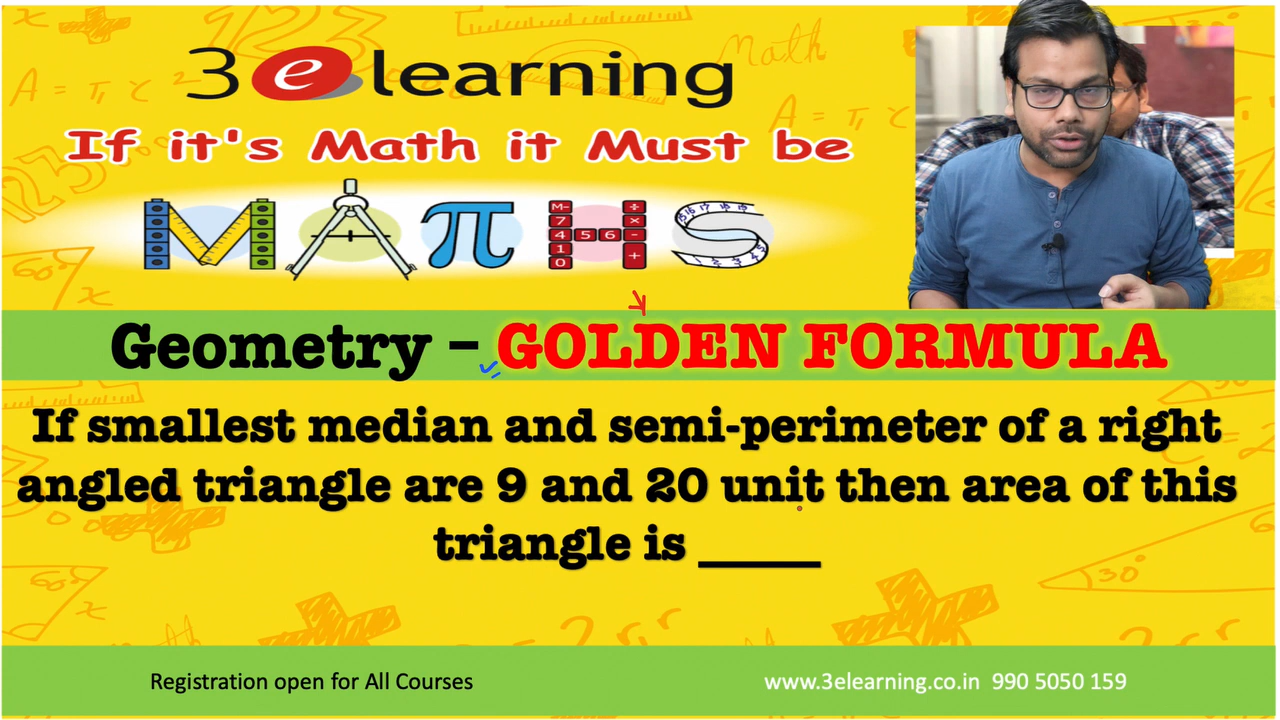 3elearning
If it's Math it Must be
MATHS
Geometry – GOLDEN FORMULA
If smallest median and semi-perimeter of a right
angled triangle are 9 and 20 unit then area of this
triangle is _____
Registration open for All Courses
www.3elearning.co.in 990 5050 159